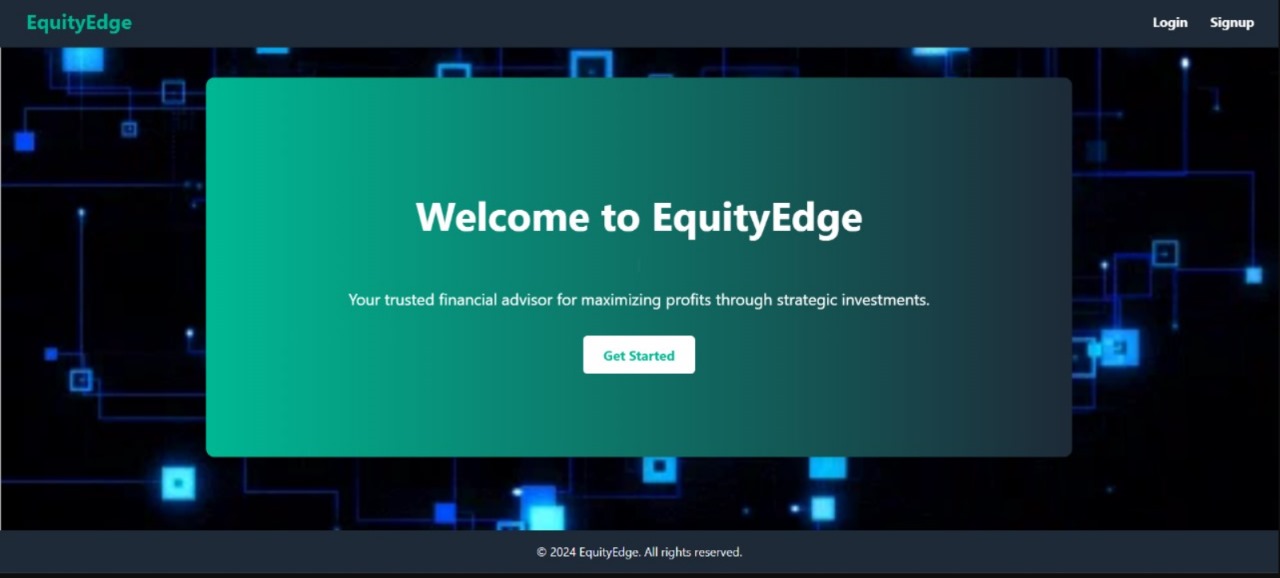 EquityEdge
Login Signup
Welcome to EquityEdge
Your trusted financial advisor for maximizing profits through strategic investments.
Get Started
© 2024 EquityEdge. All rights reserved.